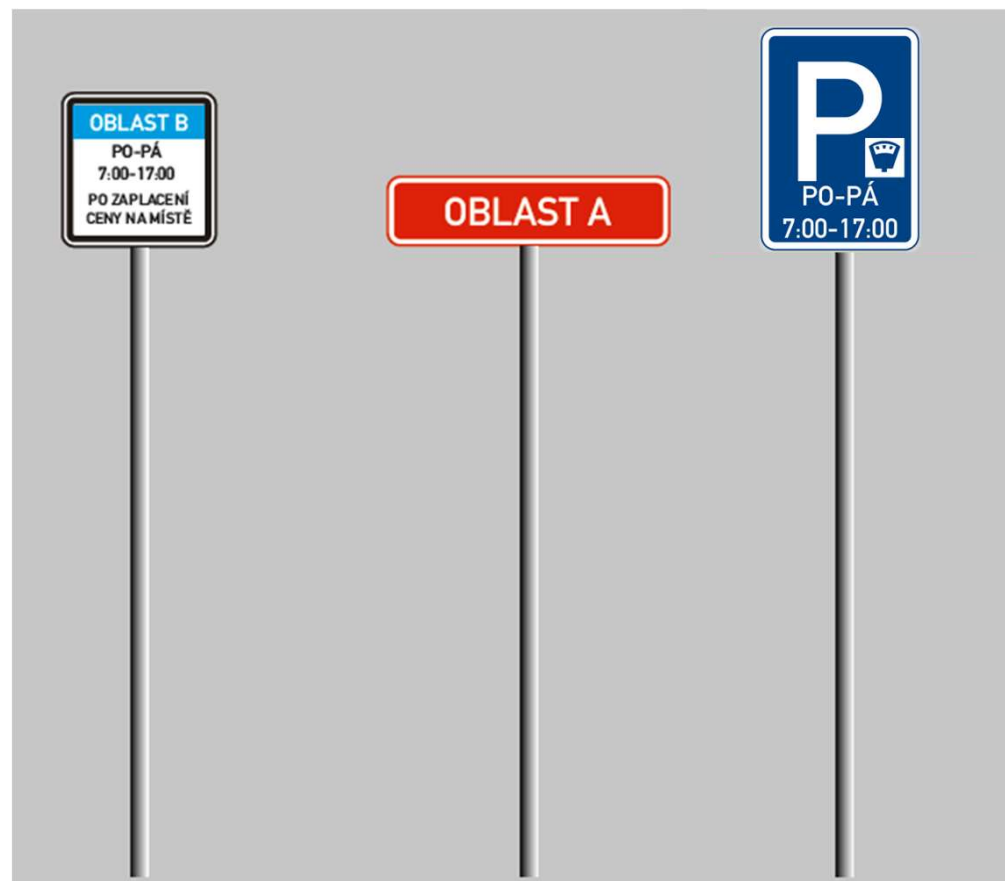 OBLAST B
PO-PÁ
7:00-17:00
PO ZAPLACENÍ
CENY NA MÍSTĚ
OBLAST A
P
PO-PÁ
7:00-17:00